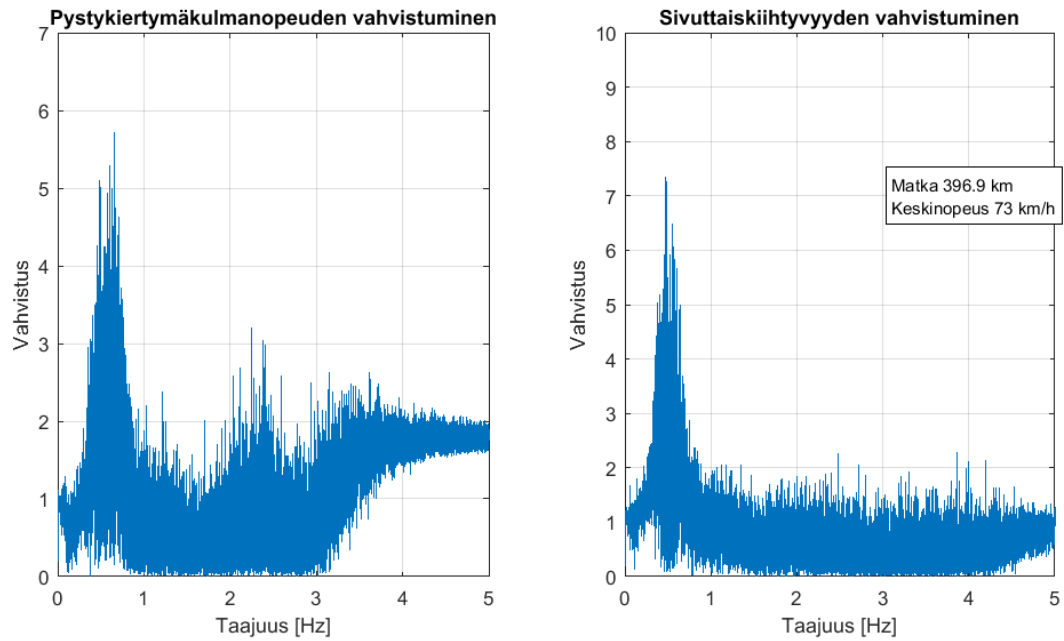 Pystykiertymäkulmanopeuden vahvistuminen
7
6
5
4
3
2
1
0
Vahvistus
0 1 2 3 4 5
Taajuus [Hz]
Sivuttaiskiihtyvyyden vahvistuminen
10
9
8
7
6
5
4
3
2
1
0
Vahvistus
Matka 396.9 km
Keskinopeus 73 km/h
0 1 2 3 4 5
Taajuus [Hz]